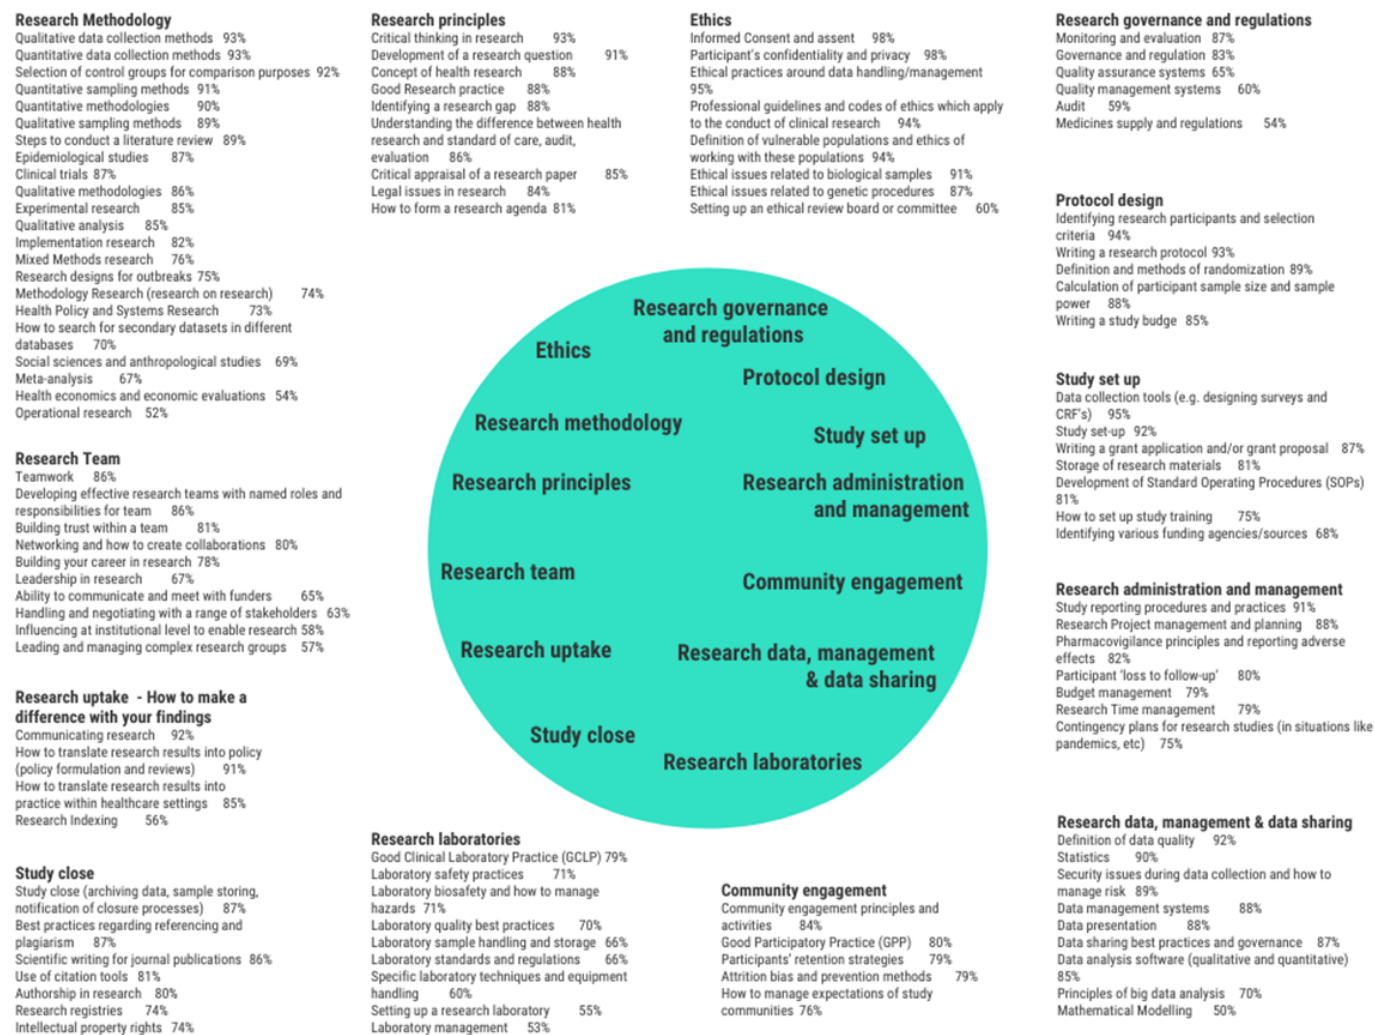 Research Methodology
Qualitative data collection methods 93%
Quantitative data collection methods 93%
Selection of control groups for comparison purposes 92%
Quantitative sampling methods 91%
Quantitative methodologies 90%
Qualitative sampling methods 89%
Steps to conduct a literature review 89%
Epidemiological studies 87%
Clinical trials 87%
Qualitative methodologies 86%
Experimental research 85%
Qualitative analysis 85%
Implementation research 82%
Mixed Methods research 76%
Research designs for outbreaks 75%
Methodology Research (research on research) 74%
Health Policy and Systems Research 73%
How to search for secondary datasets in different
databases 70%
Social sciences and anthropological studies 69%
Meta-analysis 67%
Health economics and economic evaluations 54%
Operational research 52%
Research Team
Teamwork 86%
Developing effective research teams with named roles and
responsibilities for team 86%
Building trust within a team 81%
Networking and how to create collaborations 80%
Building your career in research 78%
Leadership in research 67%
Ability to communicate and meet with funders 65%
Handling and negotiating with a range of stakeholders 63%
Influencing at institutional level to enable research 58%
Leading and managing complex research groups 57%
Research uptake - How to make a
difference with your findings
Communicating research 92%
How to translate research results into policy
(policy formulation and reviews) 91%
How to translate research results into
practice within healthcare settings 85%
Research Indexing 56%
Study close
Study close (archiving data, sample storing,
notification of closure processes) 87%
Best practices regarding referencing and
plagiarism 87%
Scientific writing for journal publications 86%
Use of citation tools 81%
Authorship in research 80%
Research registries 74%
Intellectual property rights 74%
Research principles
Critical thinking in research 93%
Development of a research question 91%
Concept of health research 88%
Good Research practice 88%
Identifying a research gap 88%
Understanding the difference between health
research and standard of care, audit,
evaluation 86%
Critical appraisal of a research paper 85%
Legal issues in research 84%
How to form a research agenda 81%
Ethics
Informed Consent and assent 98%
Participant's confidentiality and privacy 98%
Ethical practices around data handling/management
95%
Professional guidelines and codes of ethics which apply
to the conduct of clinical research 94%
Definition of vulnerable populations and ethics of
working with these populations 94%
Ethical issues related to biological samples 91%
Ethical issues related to genetic procedures 87%
Setting up an ethical review board or committee 60%
Research governance
and regulations
Ethics
Protocol design
Research methodology
Study set up
Research principles
Research administration
and management
Research team
Community engagement
Research uptake
Research data, management
& data sharing
Study close
Research laboratories
Research laboratories
Good Clinical Laboratory Practice (GCLP) 79%
Laboratory safety practices 71%
Laboratory biosafety and how to manage
hazards 71%
Laboratory quality best practices 70%
Laboratory sample handling and storage 66%
Laboratory standards and regulations 66%
Specific laboratory techniques and equipment
handling 60%
Setting up a research laboratory 55%
Laboratory management 53%
Community engagement
Community engagement principles and
activities 84%
Good Participatory Practice (GPP) 80%
Participants' retention strategies 79%
Attrition bias and prevention methods 79%
How to manage expectations of study
communities 76%
Research governance and regulations
Monitoring and evaluation 87%
Governance and regulation 83%
Quality assurance systems 65%
Quality management systems 60%
Audit 59%
Medicines supply and regulations 54%
Protocol design
Identifying research participants and selection
criteria 94%
Writing a research protocol 93%
Definition and methods of randomization 89%
Calculation of participant sample size and sample
power 88%
Writing a study budget 85%
Study set up
Data collection tools (e.g. designing surveys and
CRF's) 95%
Study set-up 92%
Writing a grant application and/or grant proposal 87%
Storage of research materials 81%
Development of Standard Operating Procedures (SOPs)
81%
How to set up study training 75%
Identifying various funding agencies/sources 68%
Research administration and management
Study reporting procedures and practices 91%
Research Project management and planning 88%
Pharmacovigilance principles and reporting adverse
effects 82%
Participant 'loss to follow-up' 80%
Budget management 79%
Research Time management 79%
Contingency plans for research studies (in situations like
pandemics, etc) 75%
Research data, management & data sharing
Definition of data quality 92%
Statistics 90%
Security issues during data collection and how to
manage risk 89%
Data management systems 88%
Data presentation 88%
Data sharing best practices and governance 87%
Data analysis software (qualitative and quantitative)
85%
Principles of big data analysis 70%
Mathematical Modelling 50%